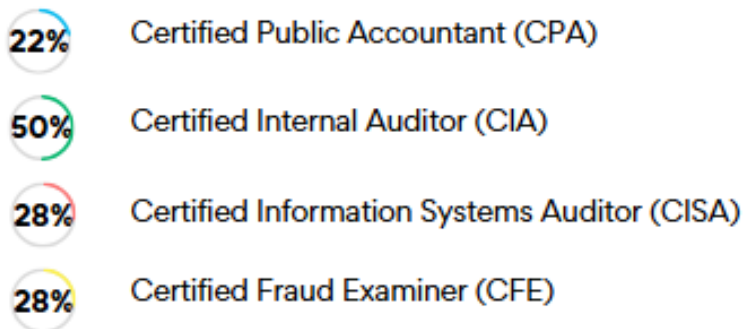 22% Certified Public Accountant (CPA)
50% Certified Internal Auditor (CIA)
28% Certified Information Systems Auditor (CISA)
28% Certified Fraud Examiner (CFE)